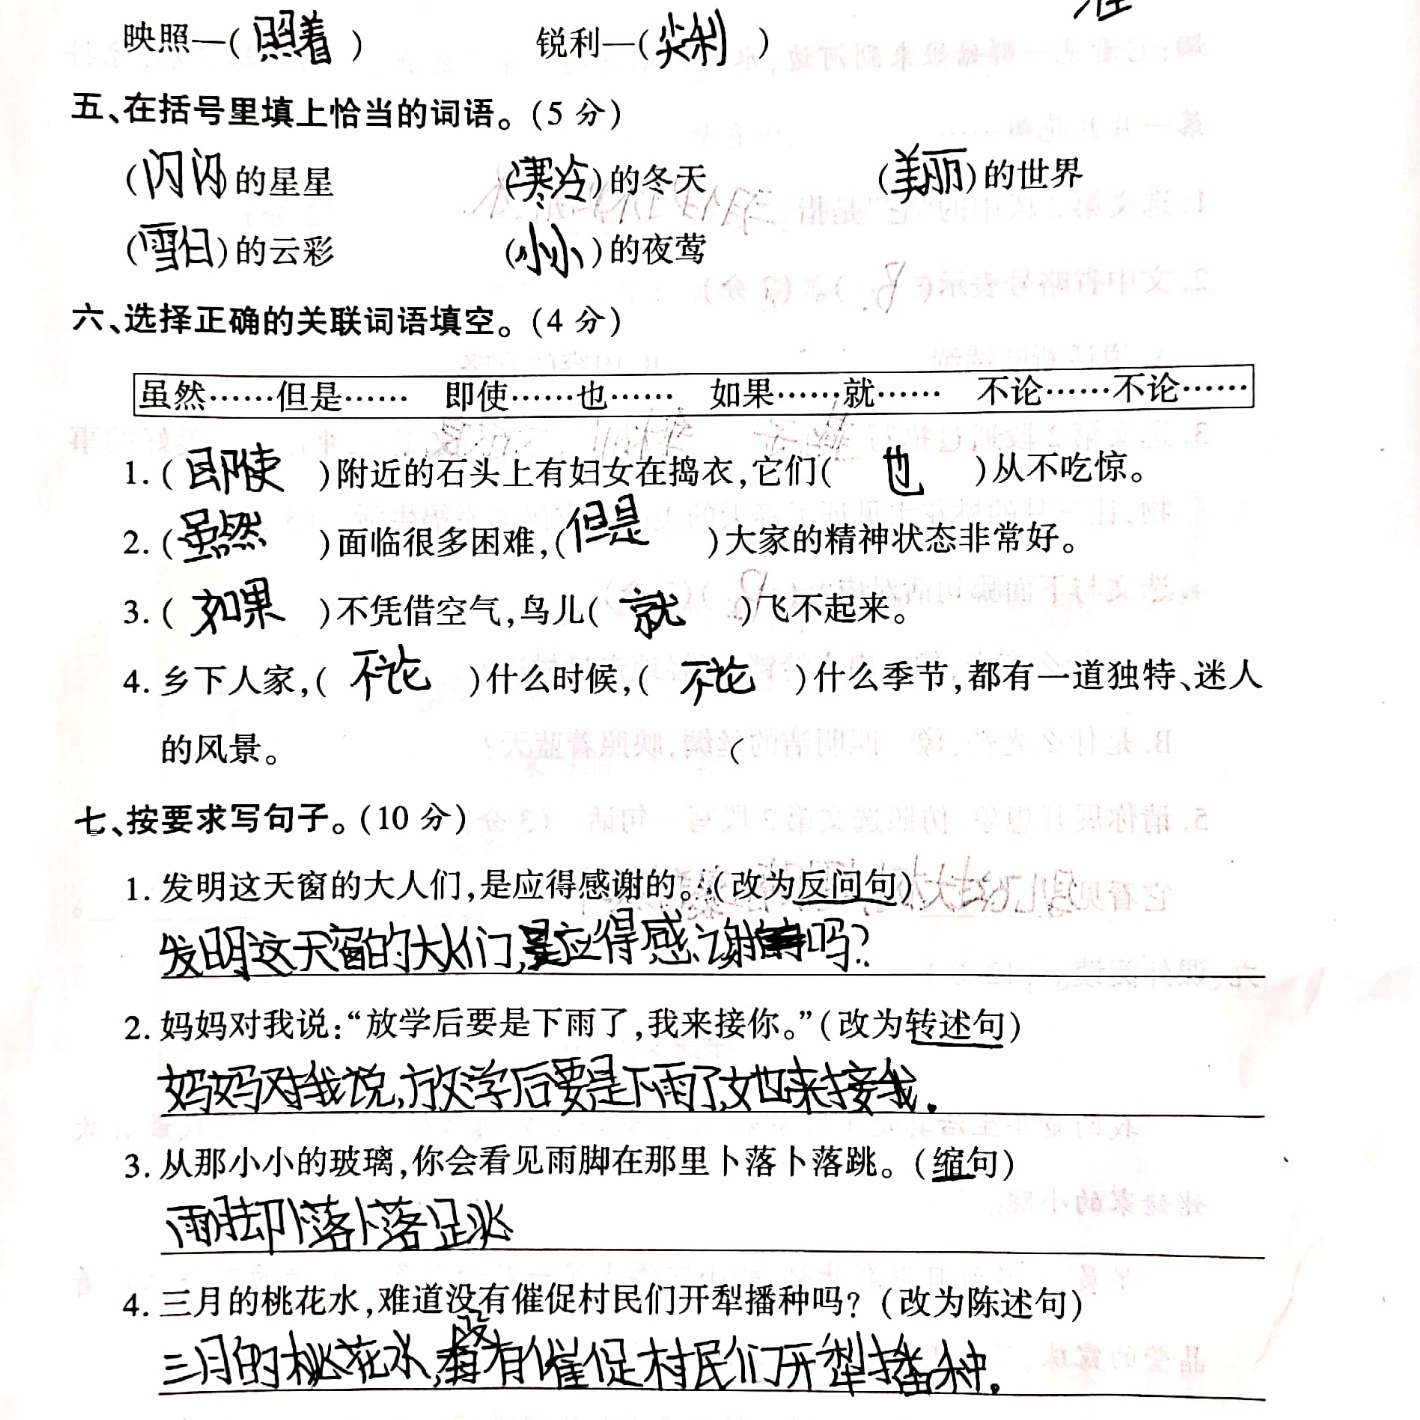 映照—( 照着 ) 锐利—( 尖利 )
五、在括号里填上恰当的词语。(5 分)
(闪闪)的星星 (寒冷)的冬天 (美丽)的世界
(雪白)的云彩 (小小)的夜莺
六、选择正确的关联词语填空。(4 分)
虽然……但是…… 即使……也…… 如果……就…… 不论……不论……
1. ( 即使 )附近的石头上有妇女在捣衣,它们( 也 )从不吃惊。
2. ( 虽然 )面临很多困难,( 但是 )大家的精神状态非常好。
3. ( 如果 )不凭借空气,鸟儿( 就 )飞不起来。
4. 乡下人家,( 不论 )什么时候,( 不论 )什么季节,都有一道独特、迷人
的风景。
七、按要求写句子。(10 分)
1. 发明这天窗的大人们,是应得感谢的。(改为反问句)
发明这天窗的大人们,是应得感谢吗?
2. 妈妈对我说:“放学后要是下雨了,我来接你。”(改为转述句)
妈妈对我说,放学后要是下雨了,她来接我.
3. 从那小小的玻璃,你会看见雨脚在那里卜落卜落跳。(缩句)
雨脚卜落卜落跳
4. 三月的桃花水,难道没有催促村民们开犁播种吗?(改为陈述句)
三月的桃花水,没有催促村民们开犁播种.